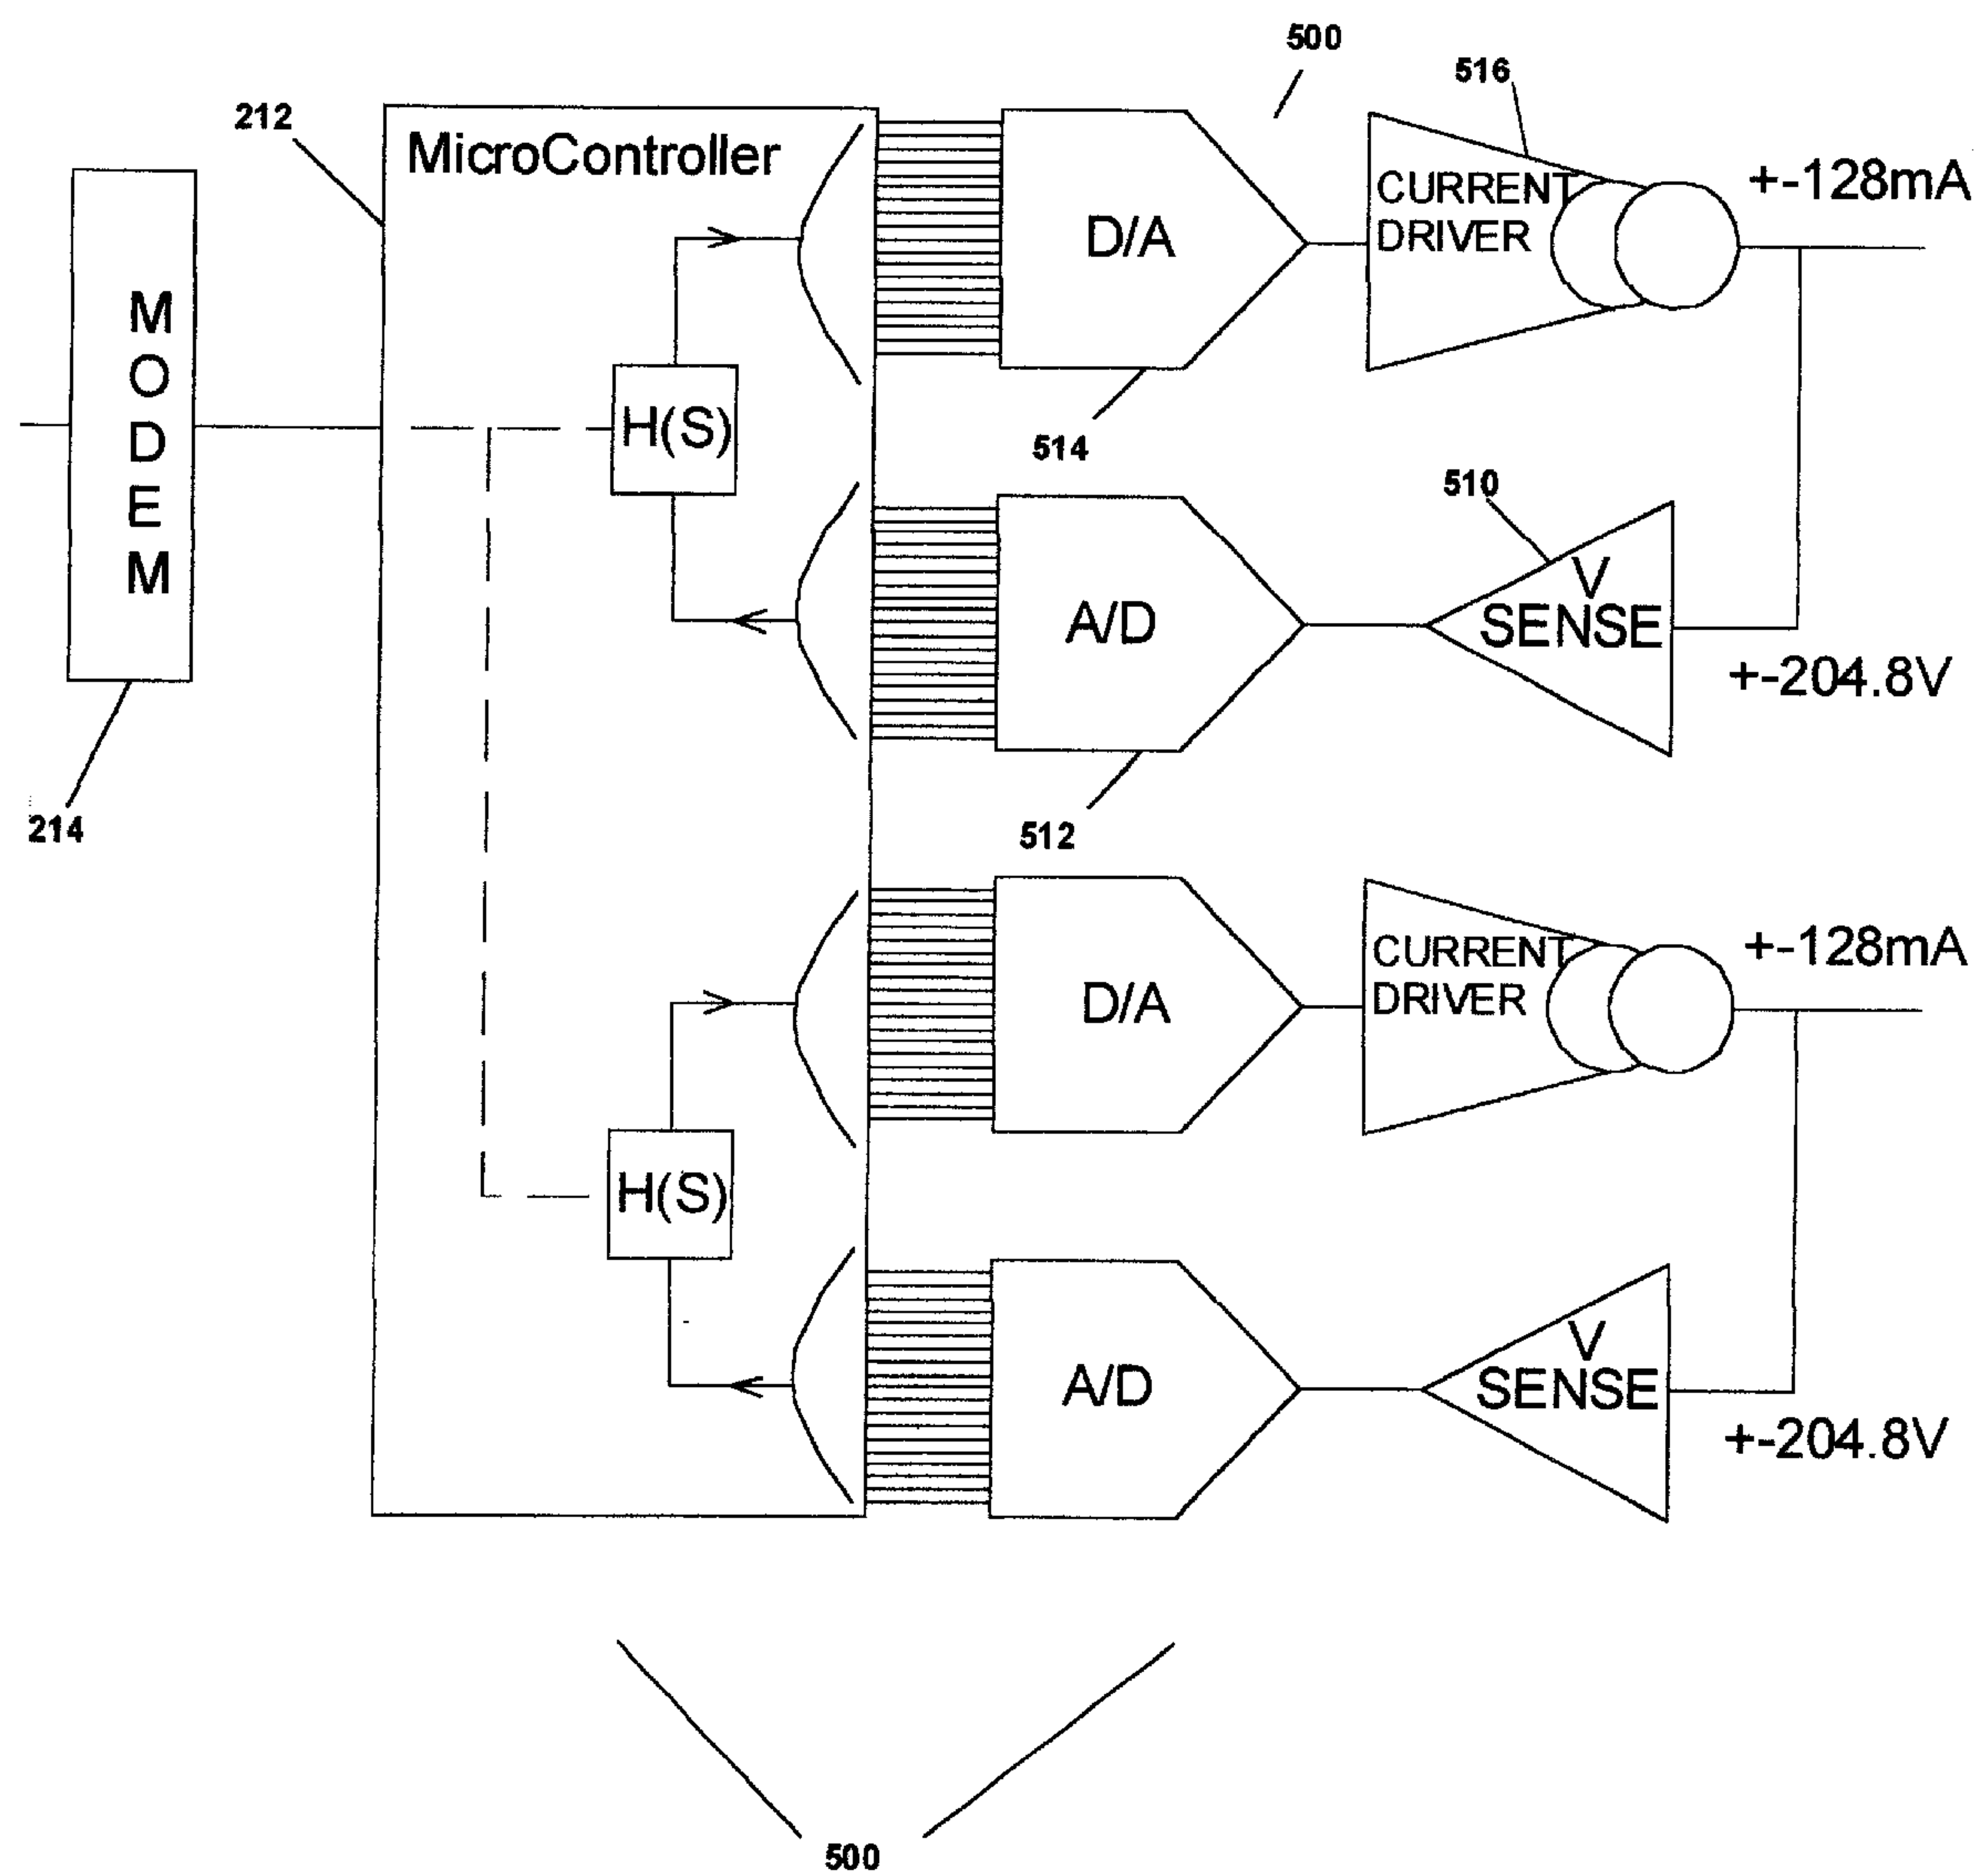 500
516
212
MicroController
+-128mA
CURRENT
DRIVER
D/A
MODEM
H(S)
514
510
V
SENSE
A/D
+-204.8V
214
512
+-128mA
CURRENT
DRIVER
D/A
H(S)
V
SENSE
A/D
+-204.8V
500